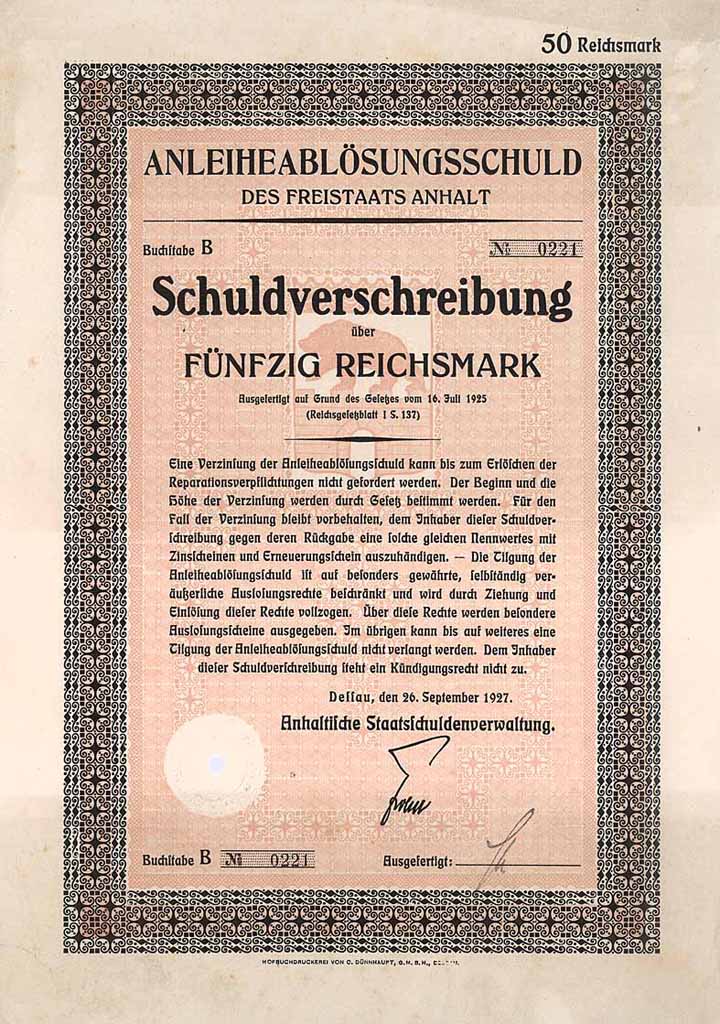 50 Reichsmark
ANLEIHEABLÖSUNGSSCHULD
DES FREISTAATS ANHALT
Buchſtabe B № 0221
Schuldverschreibung
über
FÜNFZIG REICHSMARK
Ausgefertigt auf Grund des Geſetzes vom 16. Juli 1925
(Reichsgeſetzblatt I S. 137)
Eine Verzinſung der Anleiheablöſungsſchuld kann bis zum Erlöſchen der
Reparationsverpflichtungen nicht gefordert werden. Der Beginn und die
Höhe der Verzinſung werden durch Geſetz beſtimmt werden. Für den
Fall der Verzinſung bleibt vorbehalten, dem Inhaber dieſer Schuldver-
ſchreibung gegen deren Rückgabe eine ſolche gleichen Nennwertes mit
Zinsſcheinen und Erneuerungsſchein auszuhändigen. — Die Tilgung der
Anleiheablöſungsſchuld iſt auf beſonders gewährte, ſelbſtändig ver-
äußerliche Ausloſungsrechte beſchränkt und wird durch Ziehung und
Einlöſung dieſer Rechte vollzogen. Über dieſe Rechte werden beſondere
Ausloſungsſcheine ausgegeben. Im übrigen kann bis auf weiteres eine
Tilgung der Anleiheablöſungsſchuld nicht verlangt werden. Dem Inhaber
dieſer Schuldverſchreibung ſteht ein Kündigungsrecht nicht zu.
Deſſau, den 26. September 1927.
Anhaltiſche Staatsſchuldenverwaltung.
Buchſtabe B № 0221 Ausgefertigt:
HOFBUCHDRUCKEREI VON C. DÜNNHAUPT, G.M.B.H.,